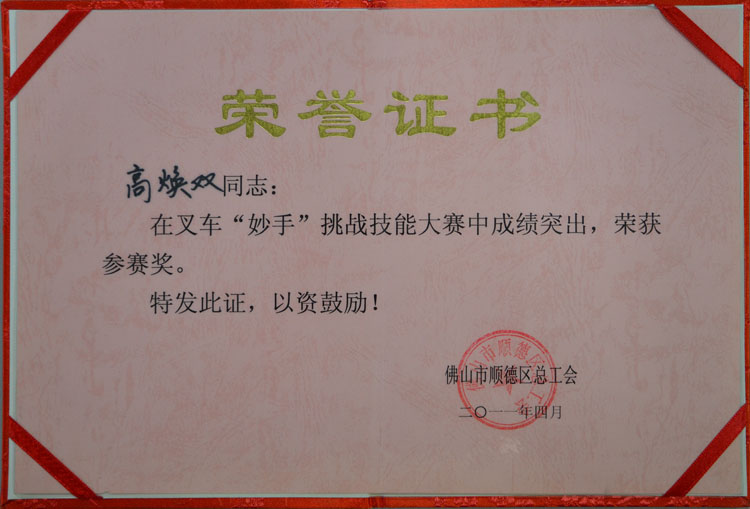 荣誉证书
高焕双同志：
在叉车“妙手”挑战技能大赛中成绩突出，荣获
参赛奖。
特发此证，以资鼓励！
佛山市顺德区总工会
二〇一一年四月